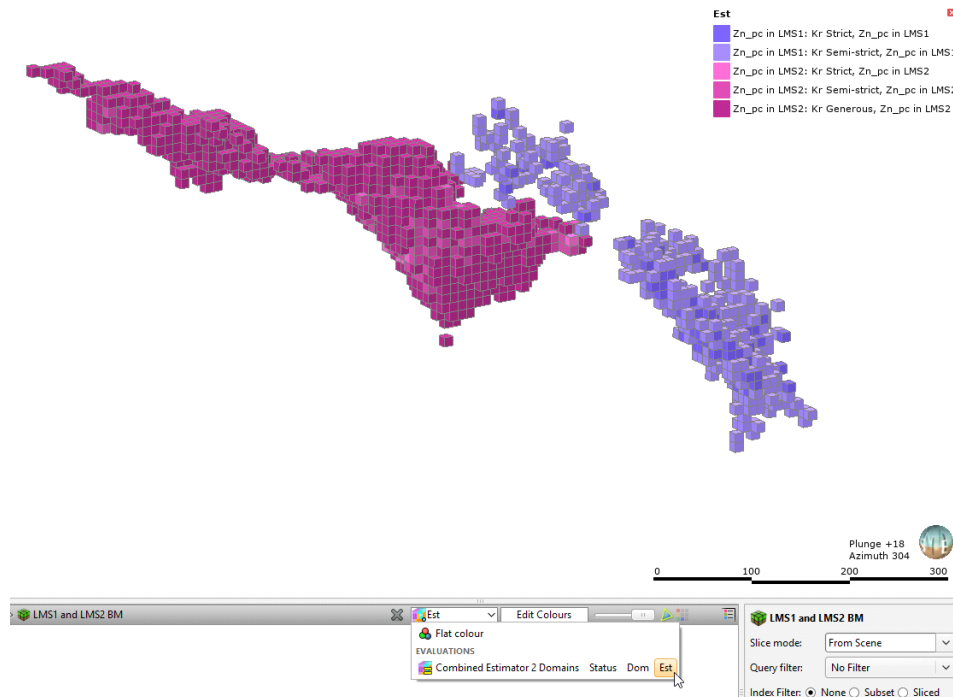 Est
Zn_pc in LMS1: Kr Strict, Zn_pc in LMS1
Zn_pc in LMS1: Kr Semi-strict, Zn_pc in LMS1
Zn_pc in LMS2: Kr Strict, Zn_pc in LMS2
Zn_pc in LMS2: Kr Semi-strict, Zn_pc in LMS2
Zn_pc in LMS2: Kr Generous, Zn_pc in LMS2
Plunge +18
Azimuth 304
0 100 200 300
LMS1 and LMS2 BM
Est
Edit Colours
Flat colour
EVALUATIONS
Combined Estimator 2 Domains Status Dom Est
LMS1 and LMS2 BM
Slice mode: From Scene
Query filter: No Filter
Index Filter: None Subset Sliced